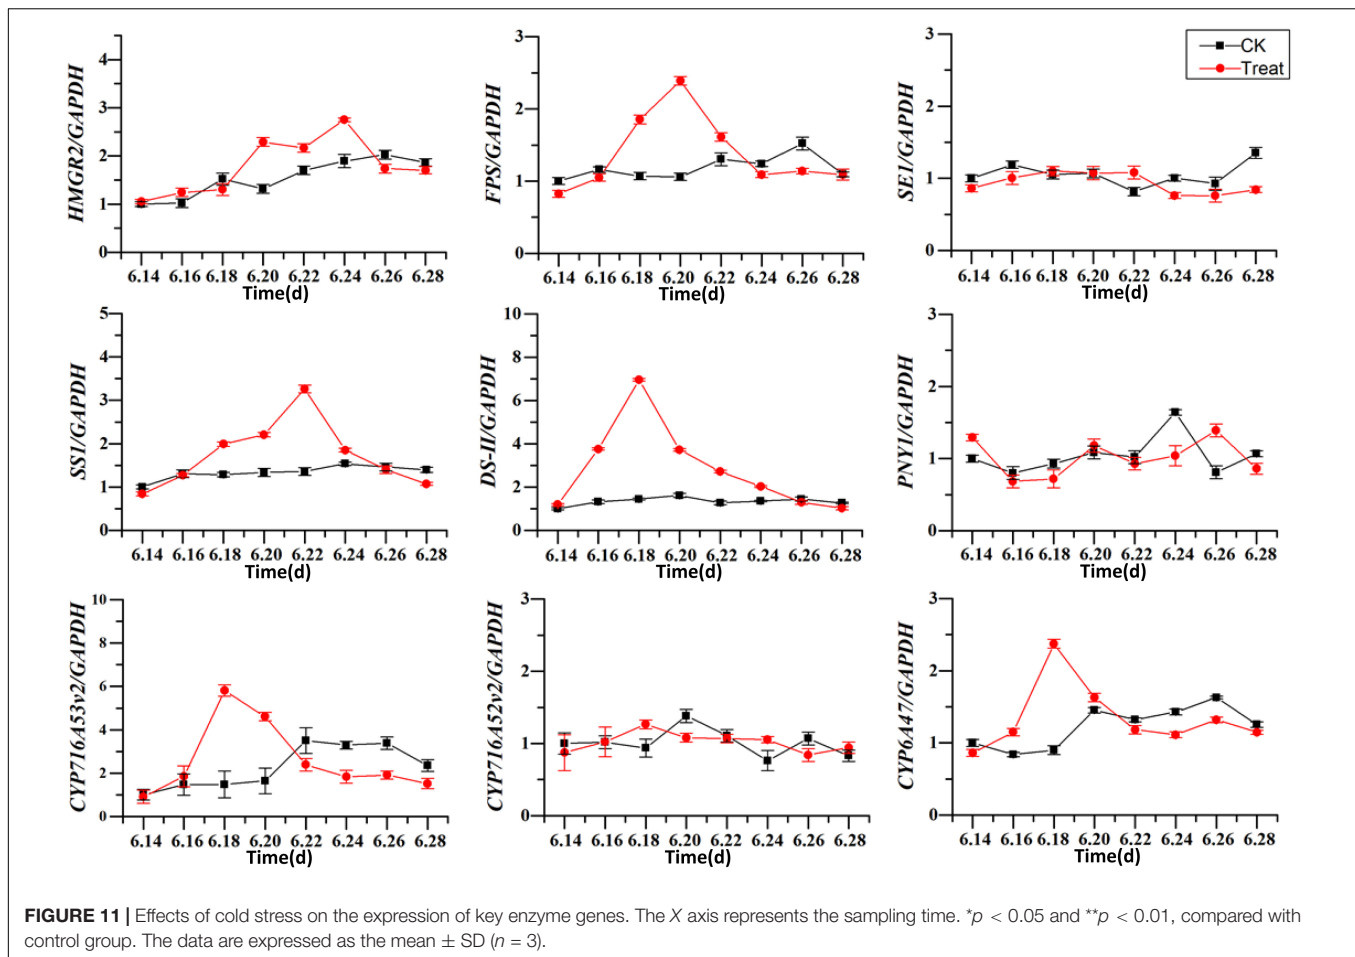 HMGR2/GAPDH
4
3
2
1
0
6.14 6.16 6.18 6.20 6.22 6.24 6.26 6.28
Time(d)
FPS/GAPDH
3
2
1
0
6.14 6.16 6.18 6.20 6.22 6.24 6.26 6.28
Time(d)
SE1/GAPDH
3
2
1
0
6.14 6.16 6.18 6.20 6.22 6.24 6.26 6.28
Time(d)
CK
Treat
SS1/GAPDH
5
4
3
2
1
0
6.14 6.16 6.18 6.20 6.22 6.24 6.26 6.28
Time(d)
DS-II/GAPDH
10
8
6
4
2
0
6.14 6.16 6.18 6.20 6.22 6.24 6.26 6.28
Time(d)
PNY1/GAPDH
3
2
1
0
6.14 6.16 6.18 6.20 6.22 6.24 6.26 6.28
Time(d)
CYP716A53v2/GAPDH
10
8
6
4
2
0
6.14 6.16 6.18 6.20 6.22 6.24 6.26 6.28
Time(d)
CYP716A52v2/GAPDH
3
2
1
0
6.14 6.16 6.18 6.20 6.22 6.24 6.26 6.28
Time(d)
CYP6A47/GAPDH
3
2
1
0
6.14 6.16 6.18 6.20 6.22 6.24 6.26 6.28
Time(d)
FIGURE 11 | Effects of cold stress on the expression of key enzyme genes. The X axis represents the sampling time. *p < 0.05 and **p < 0.01, compared with
control group. The data are expressed as the mean ± SD (n = 3).